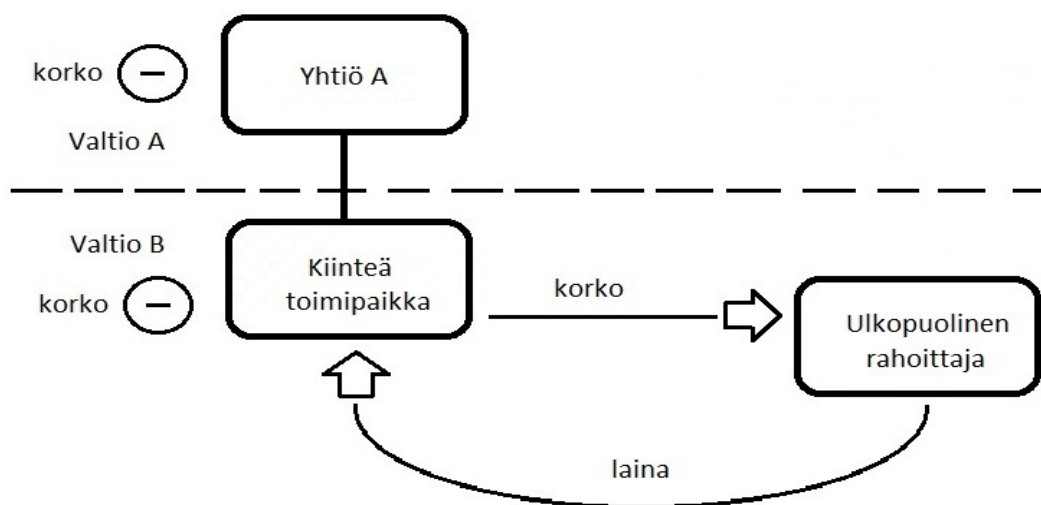 korko
Yhtiö A
Valtio A
Valtio B
korko
Kiinteä
toimipaikka
korko
Ulkopuolinen
rahoittaja
laina